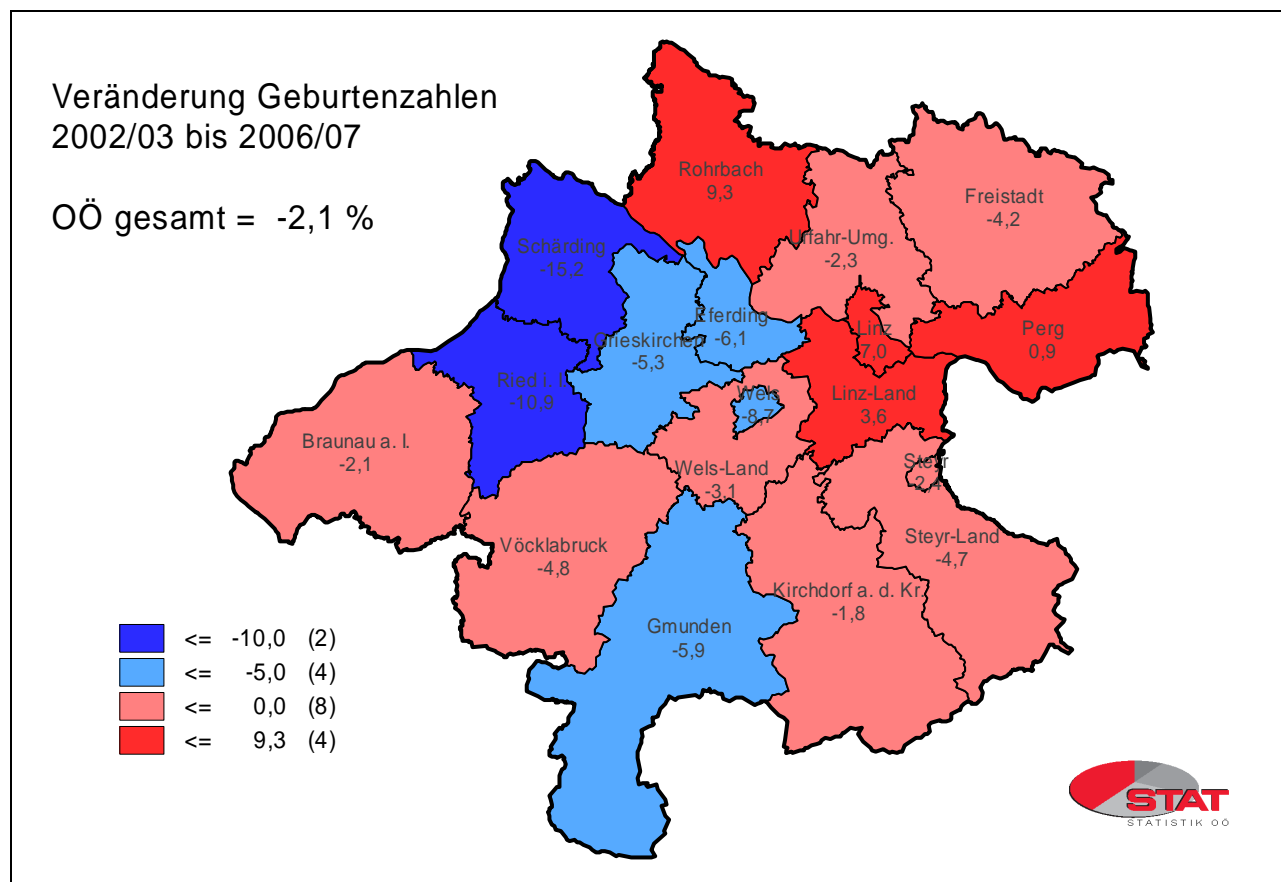 Veränderung Geburtenzahlen
2002/03 bis 2006/07
OÖ gesamt = -2,1 %
Rohrbach
9,3
Freistadt
-4,2
Urfahr-Umg.
-2,3
Schärding
-15,2
Eferding
-6,1
Grieskirchen
-5,3
Linz
7,0
Perg
0,9
Ried i. I.
-10,9
Wels
-8,7
Linz-Land
3,6
Braunau a. I.
-2,1
Wels-Land
-3,1
Steyr
-2,4
Vöcklabruck
-4,8
Steyr-Land
-4,7
Kirchdorf a. d. Kr.
-1,8
Gmunden
-5,9
<= -10,0 (2)
<= -5,0 (4)
<= 0,0 (8)
<= 9,3 (4)
STAT
STATISTIK OÖ